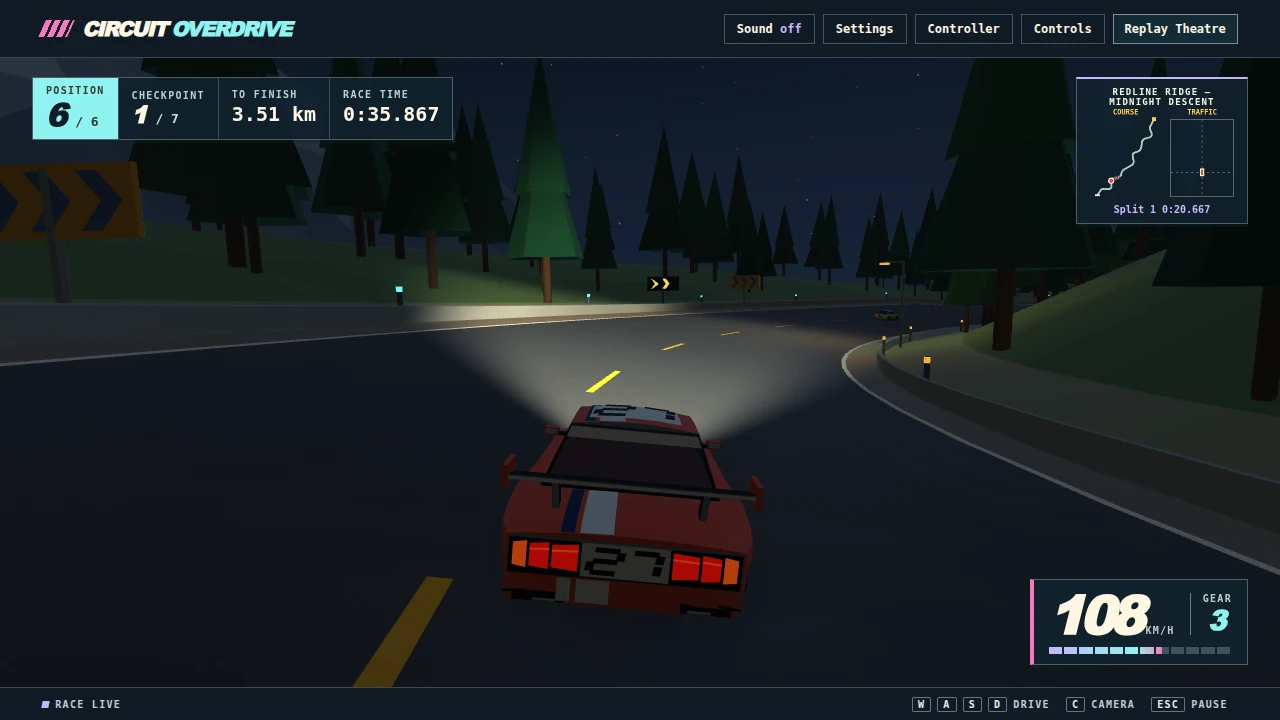 CIRCUIT OVERDRIVE
Sound off
Settings
Controller
Controls
Replay Theatre
POSITION
6 / 6
CHECKPOINT
1 / 7
TO FINISH
3.51 km
RACE TIME
0:35.867
REDLINE RIDGE —
MIDNIGHT DESCENT
COURSE
TRAFFIC
Split 1 0:20.667
27
27
108 KM/H
GEAR
3
RACE LIVE
W A S D DRIVE
C CAMERA
ESC PAUSE